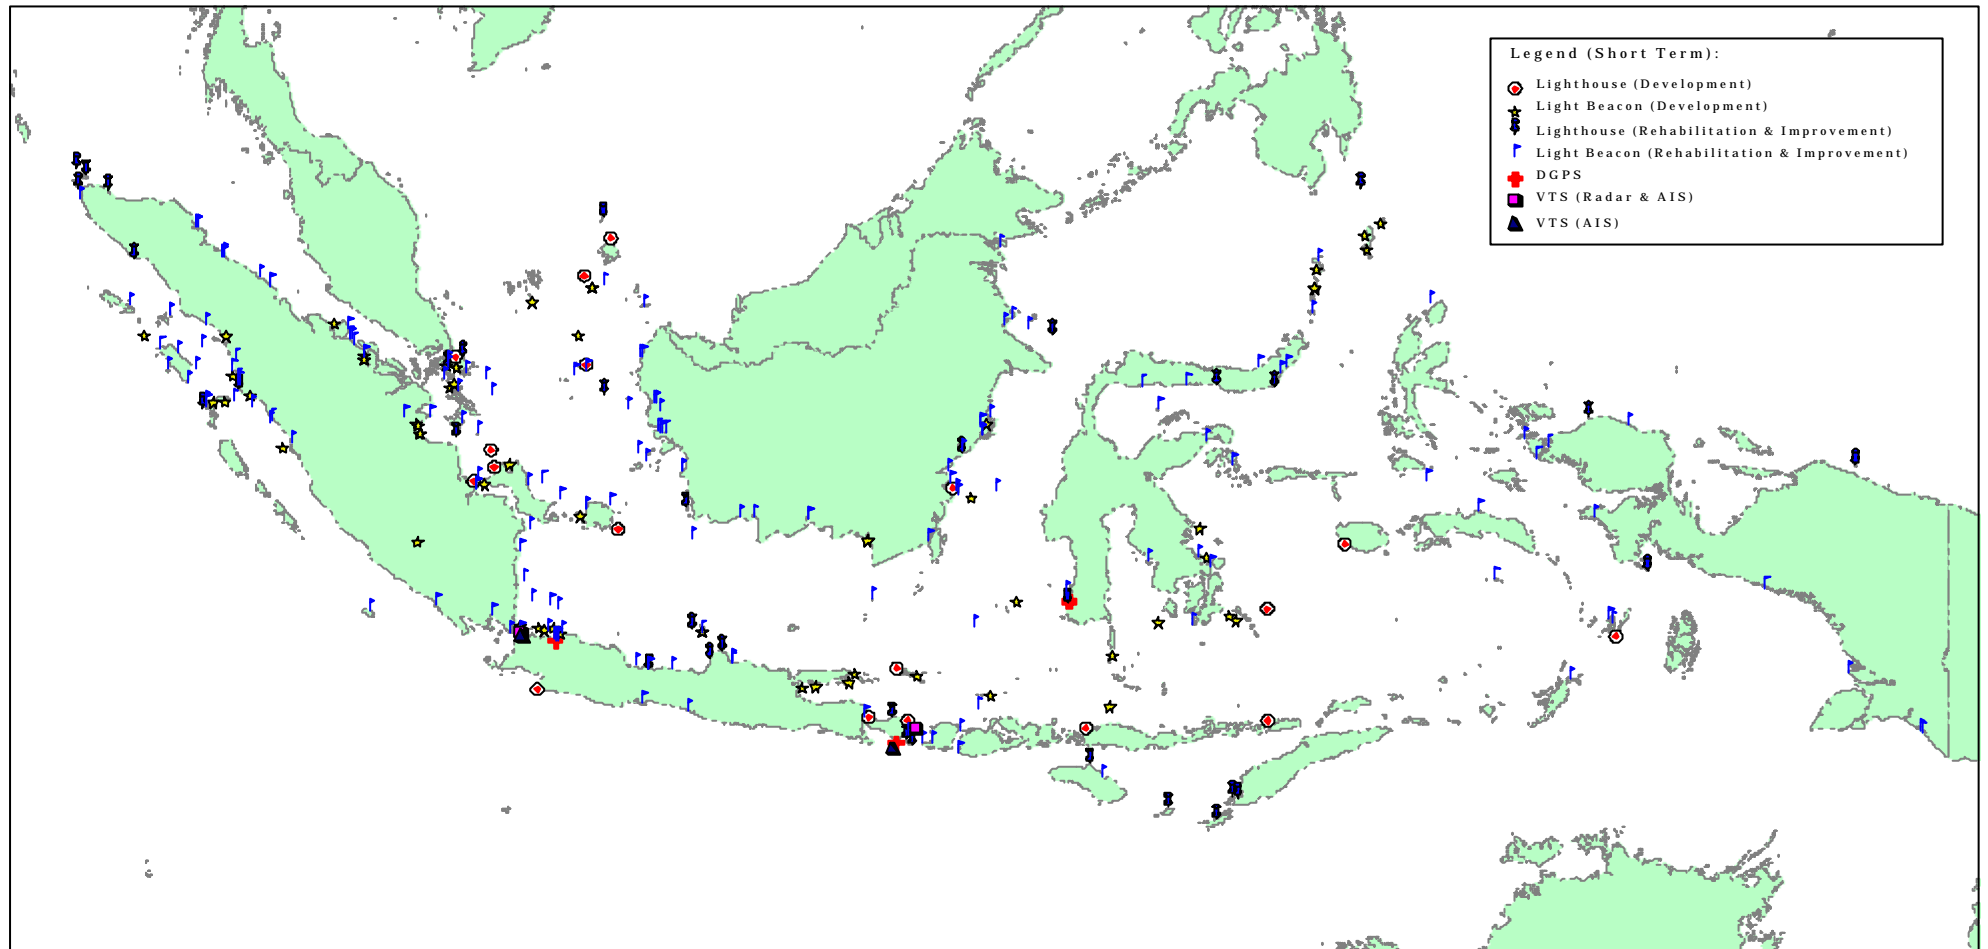 Legend (Short Term):
Lighthouse (Development)
Light Beacon (Development)
Lighthouse (Rehabilitation & Improvement)
Light Beacon (Rehabilitation & Improvement)
DGPS
VTS (Radar & AIS)
VTS (AIS)